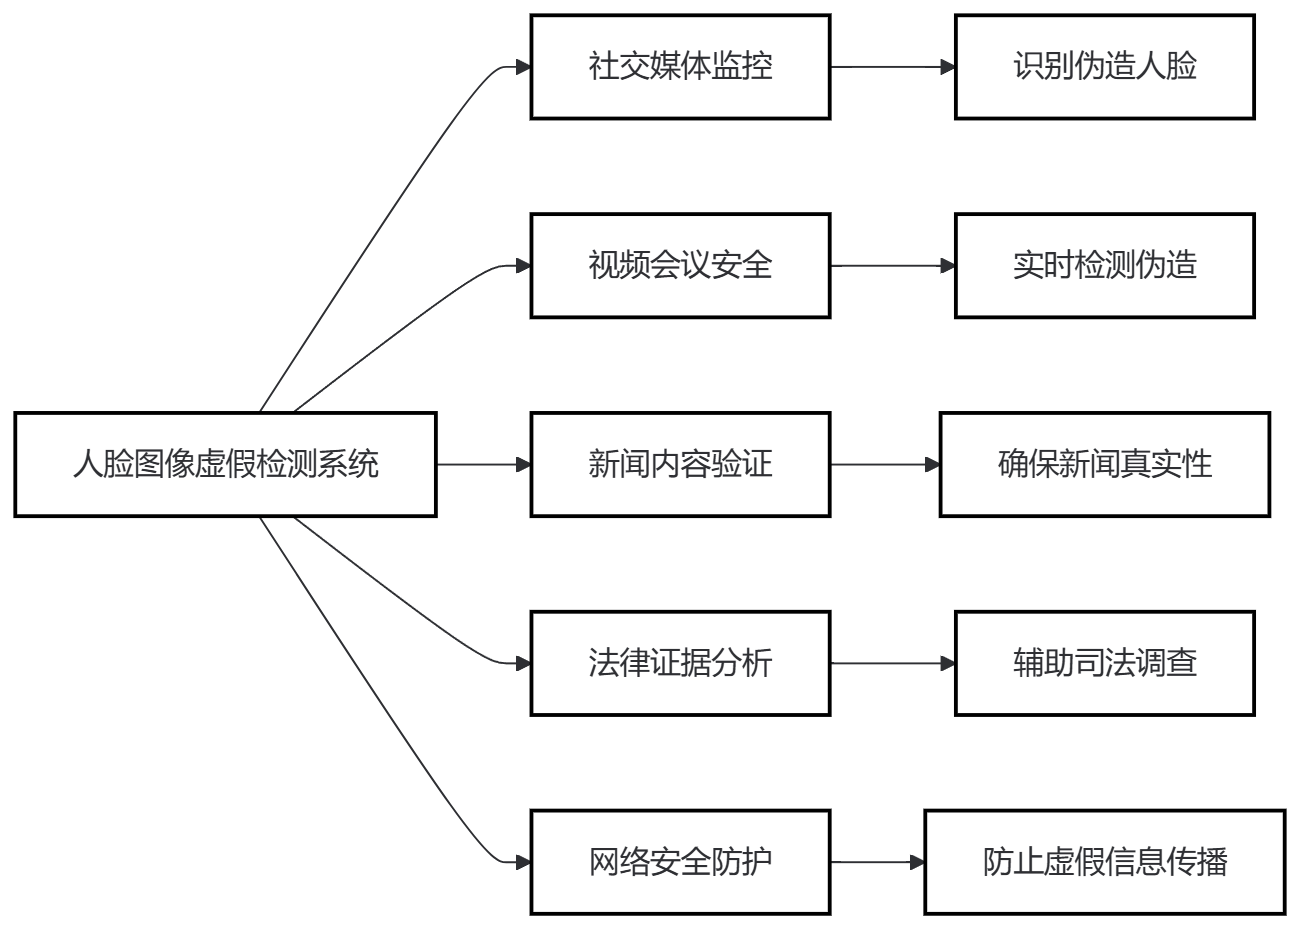 社交媒体监控
识别伪造人脸
视频会议安全
实时检测伪造
人脸图像虚假检测系统
新闻内容验证
确保新闻真实性
法律证据分析
辅助司法调查
网络安全防护
防止虚假信息传播